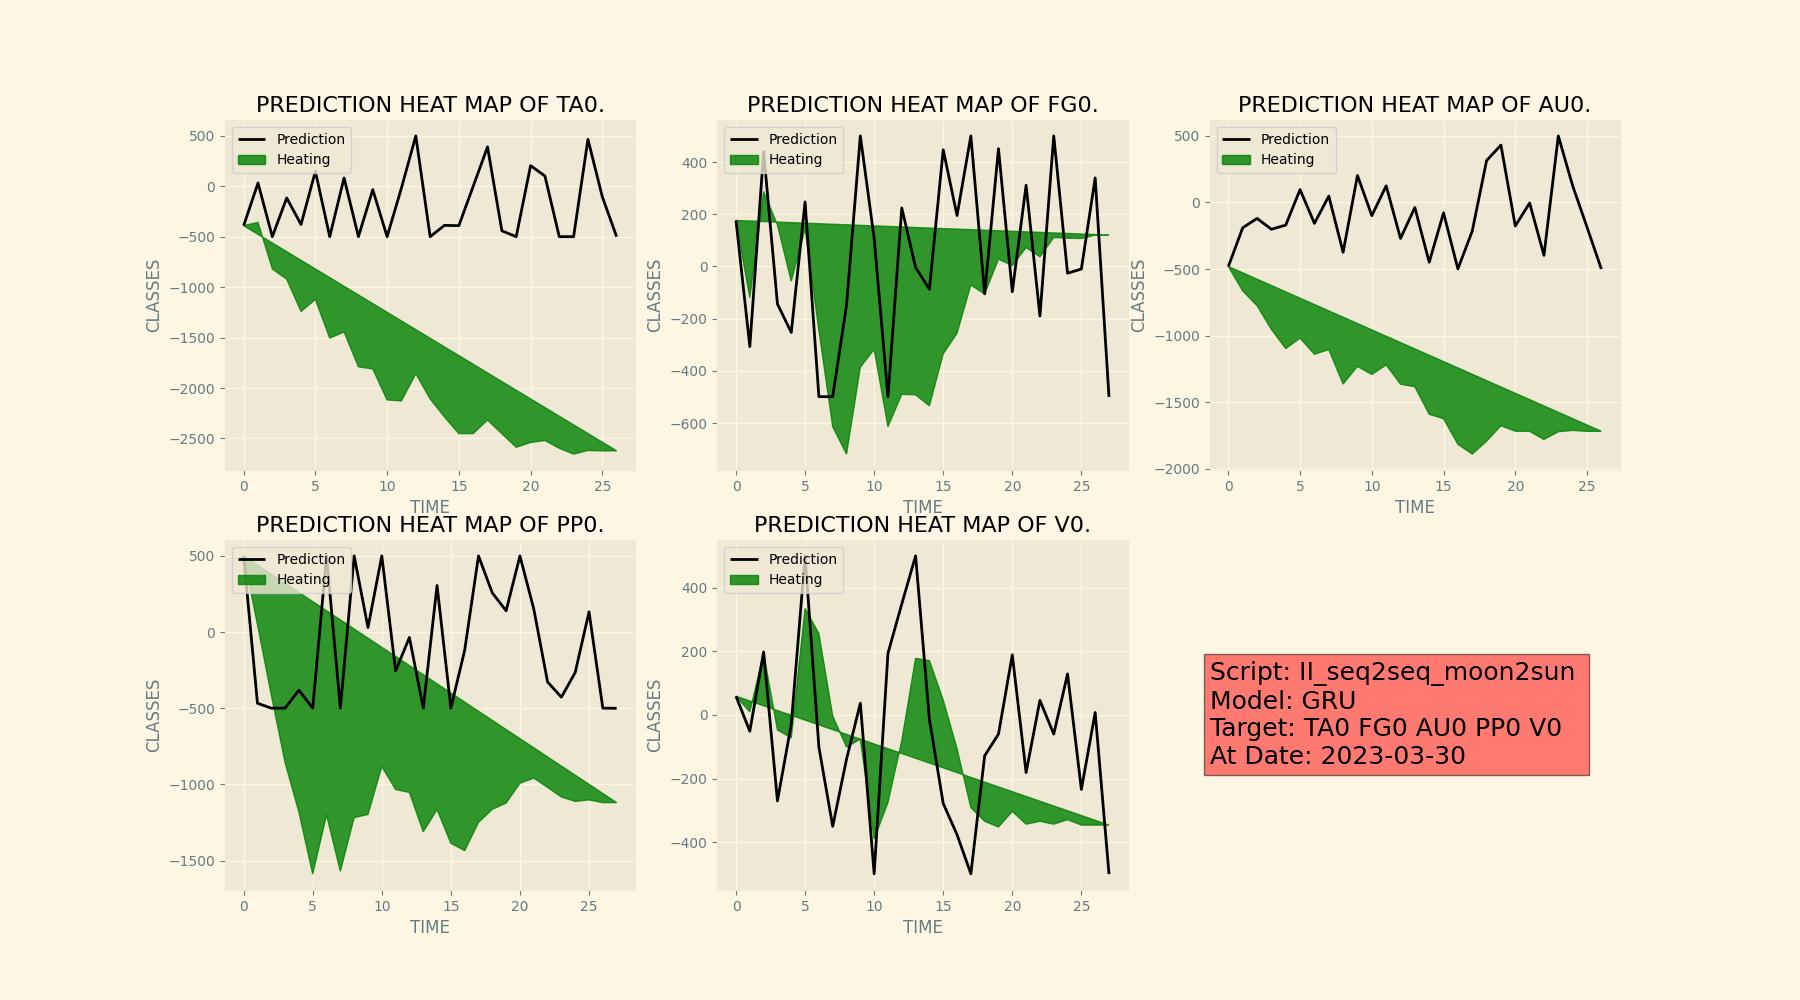 PREDICTION HEAT MAP OF TA0.
Prediction
Heating
500
0
−500
−1000
−1500
−2000
−2500
CLASSES
0 5 10 15 20 25
TIME
PREDICTION HEAT MAP OF FG0.
Prediction
Heating
400
200
0
−200
−400
−600
CLASSES
0 5 10 15 20 25
TIME
PREDICTION HEAT MAP OF AU0.
Prediction
Heating
500
0
−500
−1000
−1500
−2000
CLASSES
0 5 10 15 20 25
TIME
PREDICTION HEAT MAP OF PP0.
Prediction
Heating
500
0
−500
−1000
−1500
CLASSES
0 5 10 15 20 25
TIME
PREDICTION HEAT MAP OF V0.
Prediction
Heating
400
200
0
−200
−400
CLASSES
0 5 10 15 20 25
TIME
Script: II_seq2seq_moon2sun
Model: GRU
Target: TA0 FG0 AU0 PP0 V0
At Date: 2023-03-30